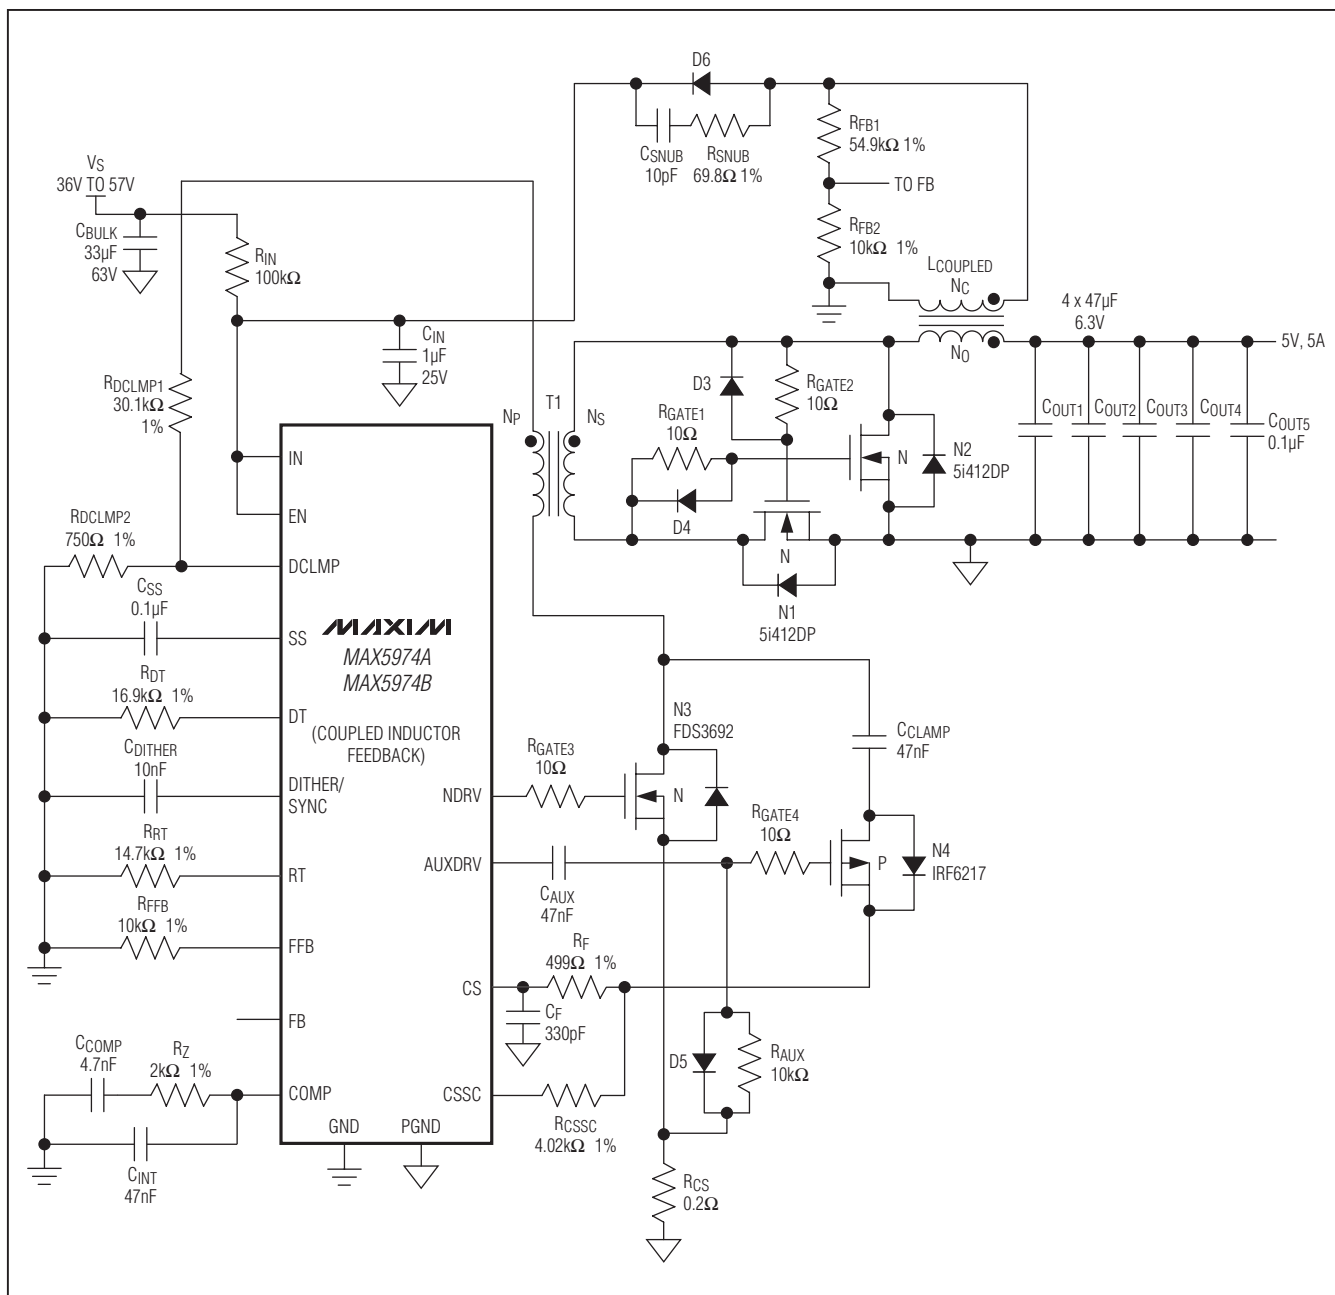 D6
CSNUB
10pF
RSNUB
69.8Ω 1%
RFB1
54.9kΩ 1%
TO FB
RFB2
10kΩ 1%
VS
36V TO 57V
CBULK
33µF
63V
RIN
100kΩ
CIN
1µF
25V
LCOUPLED
NC
NO
4 x 47µF
6.3V
5V, 5A
RDCLMP1
30.1kΩ
1%
NP
T1
NS
D3
RGATE2
10Ω
RGATE1
10Ω
D4
N
N2
5i412DP
N
N1
5i412DP
COUT1
COUT2
COUT3
COUT4
COUT5
0.1µF
RDCLMP2
750Ω 1%
CSS
0.1µF
RDT
16.9kΩ 1%
CDITHER
10nF
RRT
14.7kΩ 1%
RFFB
10kΩ 1%
CCOMP
4.7nF
RZ
2kΩ 1%
CINT
47nF
IN
EN
DCLMP
SS
DT
DITHER/
SYNC
RT
FFB
FB
COMP
GND
PGND
MAXIM
MAX5974A
MAX5974B
(COUPLED INDUCTOR
FEEDBACK)
NDRV
AUXDRV
CS
CSSC
RGATE3
10Ω
N3
FDS3692
N
CCLAMP
47nF
RGATE4
10Ω
P
N4
IRF6217
CAUX
47nF
RF
499Ω 1%
CF
330pF
D5
RAUX
10kΩ
RCSSC
4.02kΩ 1%
RCS
0.2Ω